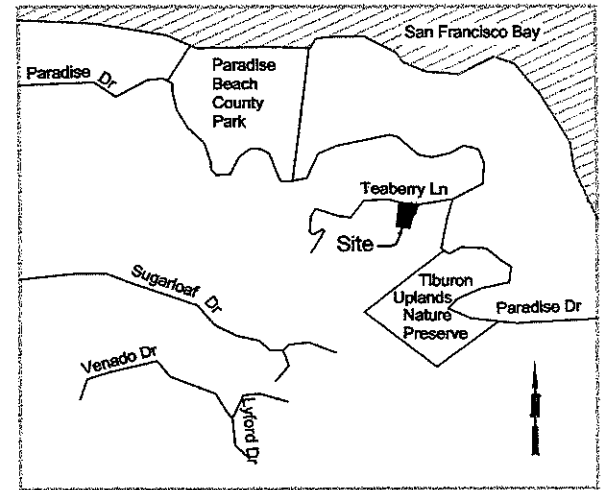 San Francisco Bay
Paradise Dr
Paradise
Beach
County
Park
Teaberry Ln
Site
Tiburon
Uplands
Nature
Preserve
Paradise Dr
Sugarloaf Dr
Venado Dr
Lyford Dr